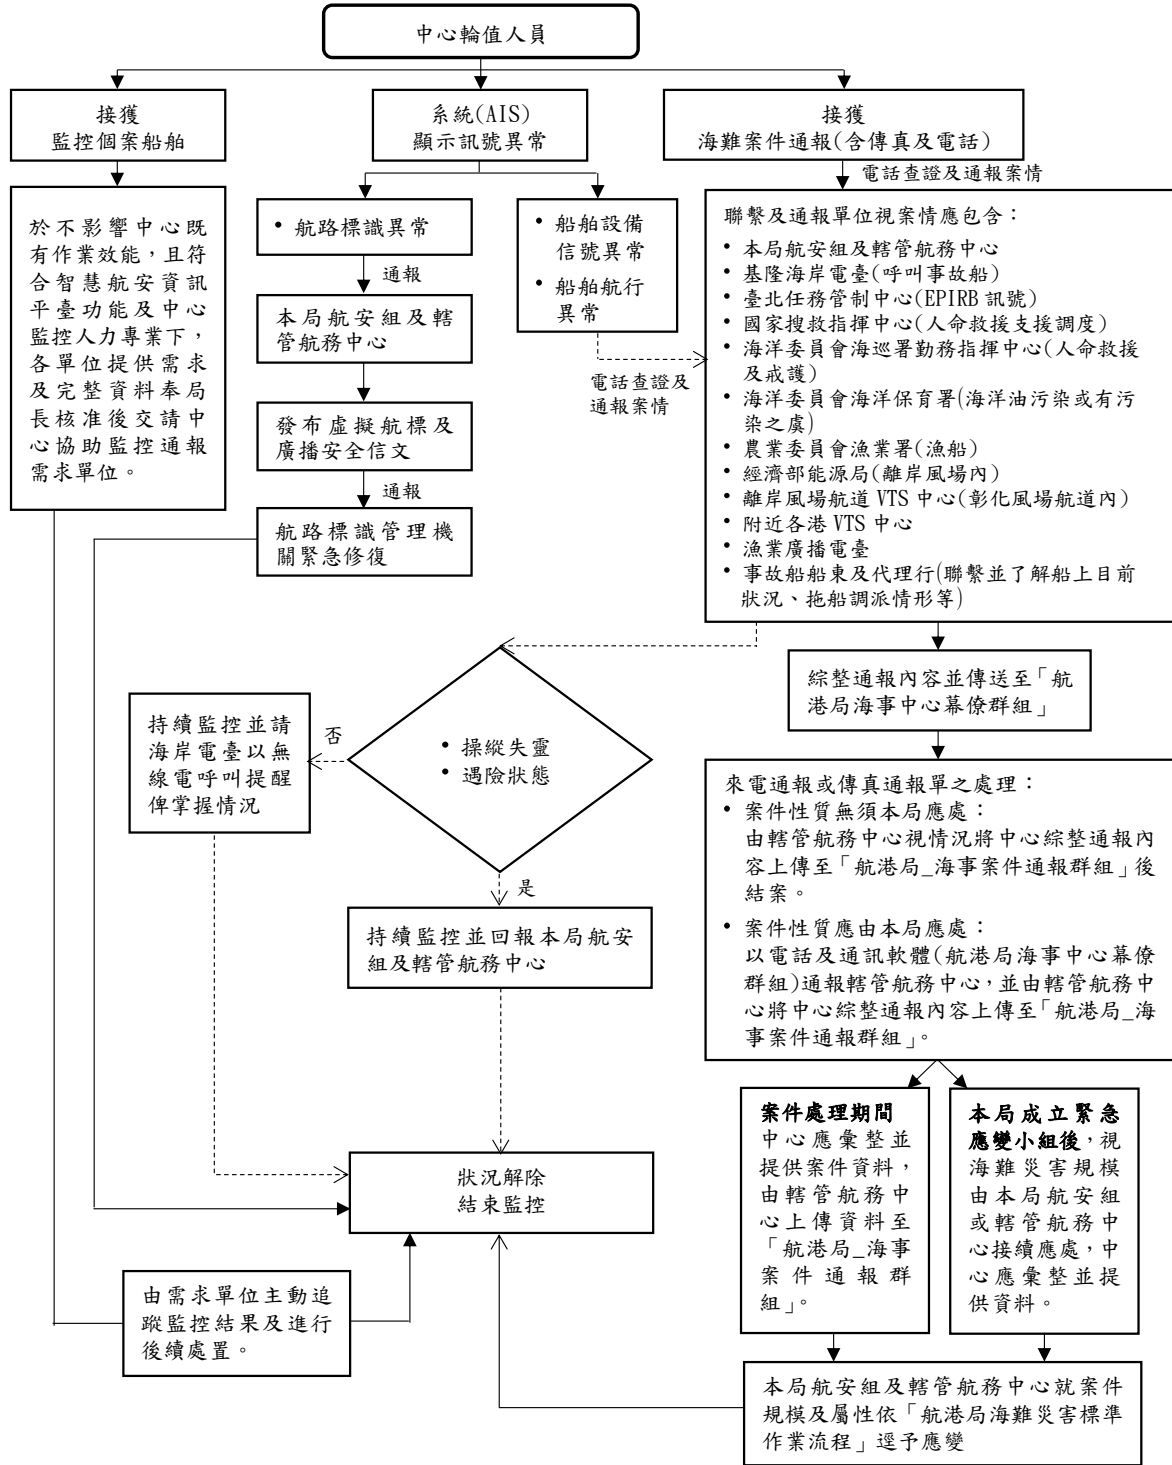 中心輪值人員
接獲
監控個案船舶
系統(AIS)
顯示訊號異常
接獲
海難案件通報(含傳真及電話)
電話查證及通報案情
於不影響中心既
有作業效能，且符
合智慧航安資訊
平臺功能及中心
監控人力專業下，
各單位提供需求
及完整資料奉局
長核准後交請中
心協助監控通報
需求單位。
• 航路標識異常
通報
本局航安組及轄
管航務中心
發布虛擬航標及
廣播安全信文
通報
航路標識管理機
關緊急修復
• 船舶設備
信號異常
• 船舶航行
異常
電話查證及
通報案情
聯繫及通報單位視案情應包含：
• 本局航安組及轄管航務中心
• 基隆海岸電臺(呼叫事故船)
• 臺北任務管制中心(EPIRB 訊號)
• 國家搜救指揮中心(人命救援支援調度)
• 海洋委員會海巡署勤務指揮中心(人命救援
及戒護)
• 海洋委員會海洋保育署(海洋油污染或有污
染之虞)
• 農業委員會漁業署(漁船)
• 經濟部能源局(離岸風場內)
• 離岸風場航道 VTS 中心(彰化風場航道內)
• 附近各港 VTS 中心
• 漁業廣播電臺
• 事故船船東及代理行(聯繫並了解船上目前
狀況、拖船調派情形等)
綜整通報內容並傳送至「航
港局海事中心幕僚群組」
• 操縱失靈
• 遇險狀態
否
持續監控並請
海岸電臺以無
線電呼叫提醒
俾掌握情況
是
持續監控並回報本局航安
組及轄管航務中心
來電通報或傳真通報單之處理：
• 案件性質無須本局應處：
由轄管航務中心視情況將中心綜整通報內
容上傳至「航港局_海事案件通報群組」後
結案。
• 案件性質應由本局應處：
以電話及通訊軟體(航港局海事中心幕僚
群組)通報轄管航務中心，並由轄管航務中
心將中心綜整通報內容上傳至「航港局_海
事案件通報群組」。
案件處理期間
中心應彙整並
提供案件資料，
由轄管航務中
心上傳資料至
「航港局_海事
案件通報群
組」。
本局成立緊急
應變小組後，視
海難災害規模
由本局航安組
或轄管航務中
心接續應處，中
心應彙整並提
供資料。
狀況解除
結束監控
由需求單位主動追
蹤監控結果及進行
後續處置。
本局航安組及轄管航務中心就案件
規模及屬性依「航港局海難災害標準
作業流程」逕予應變